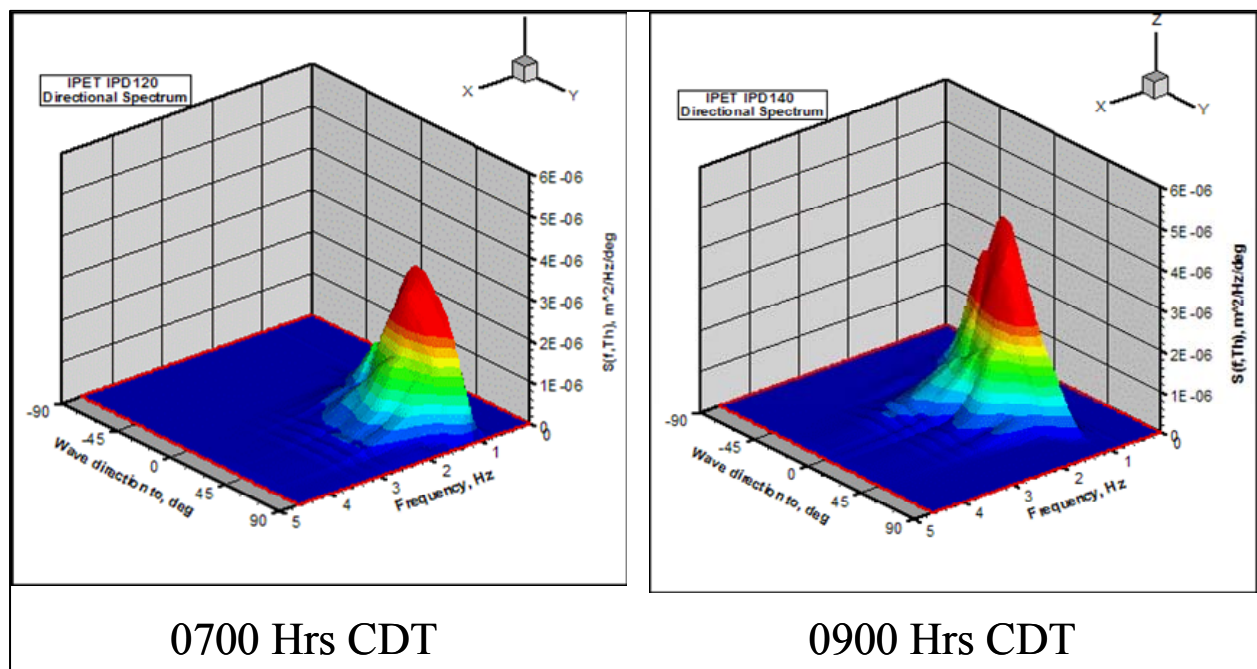 IPET IPD120
Directional Spectrum
X
Y
6E-06
5E-06
4E-06
3E-06
2E-06
1E-06
0
S(f,Th), m^2/Hz/deg
-90
-45
0
45
90
Wave direction to, deg
0
1
2
3
4
5
Frequency, Hz
0700 Hrs CDT
IPET IPD140
Directional Spectrum
Z
X
Y
6E-06
5E-06
4E-06
3E-06
2E-06
1E-06
0
S(f,Th), m^2/Hz/deg
-90
-45
0
45
90
Wave direction to, deg
0
1
2
3
4
5
Frequency, Hz
0900 Hrs CDT